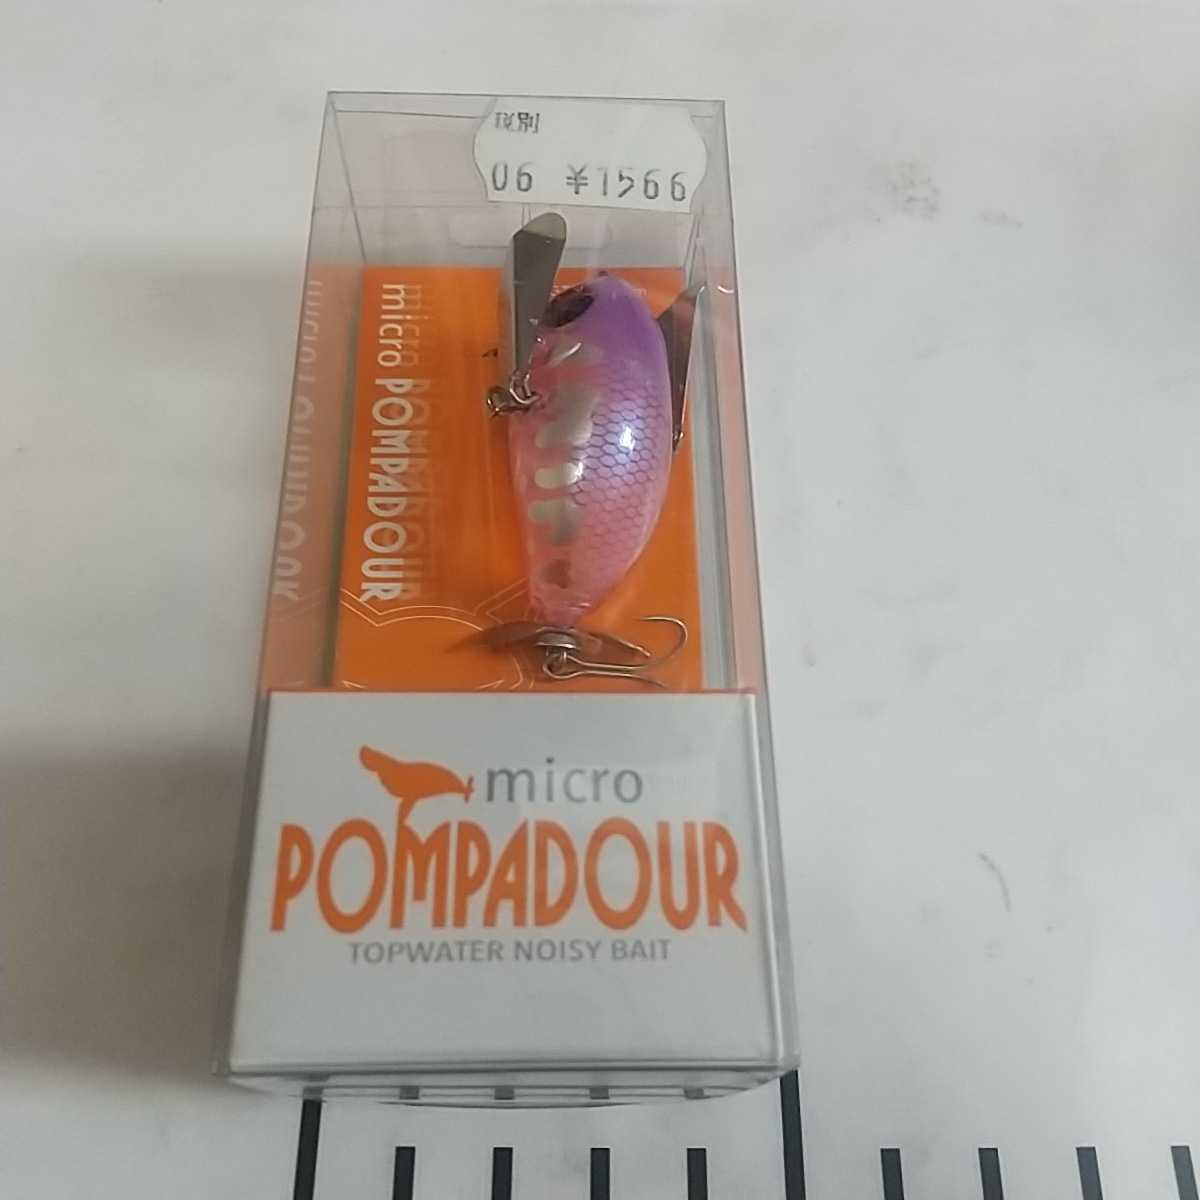 税別
06 ¥1566
micro POMPADOUR
micro
POMPADOUR
TOPWATER NOISY BAIT